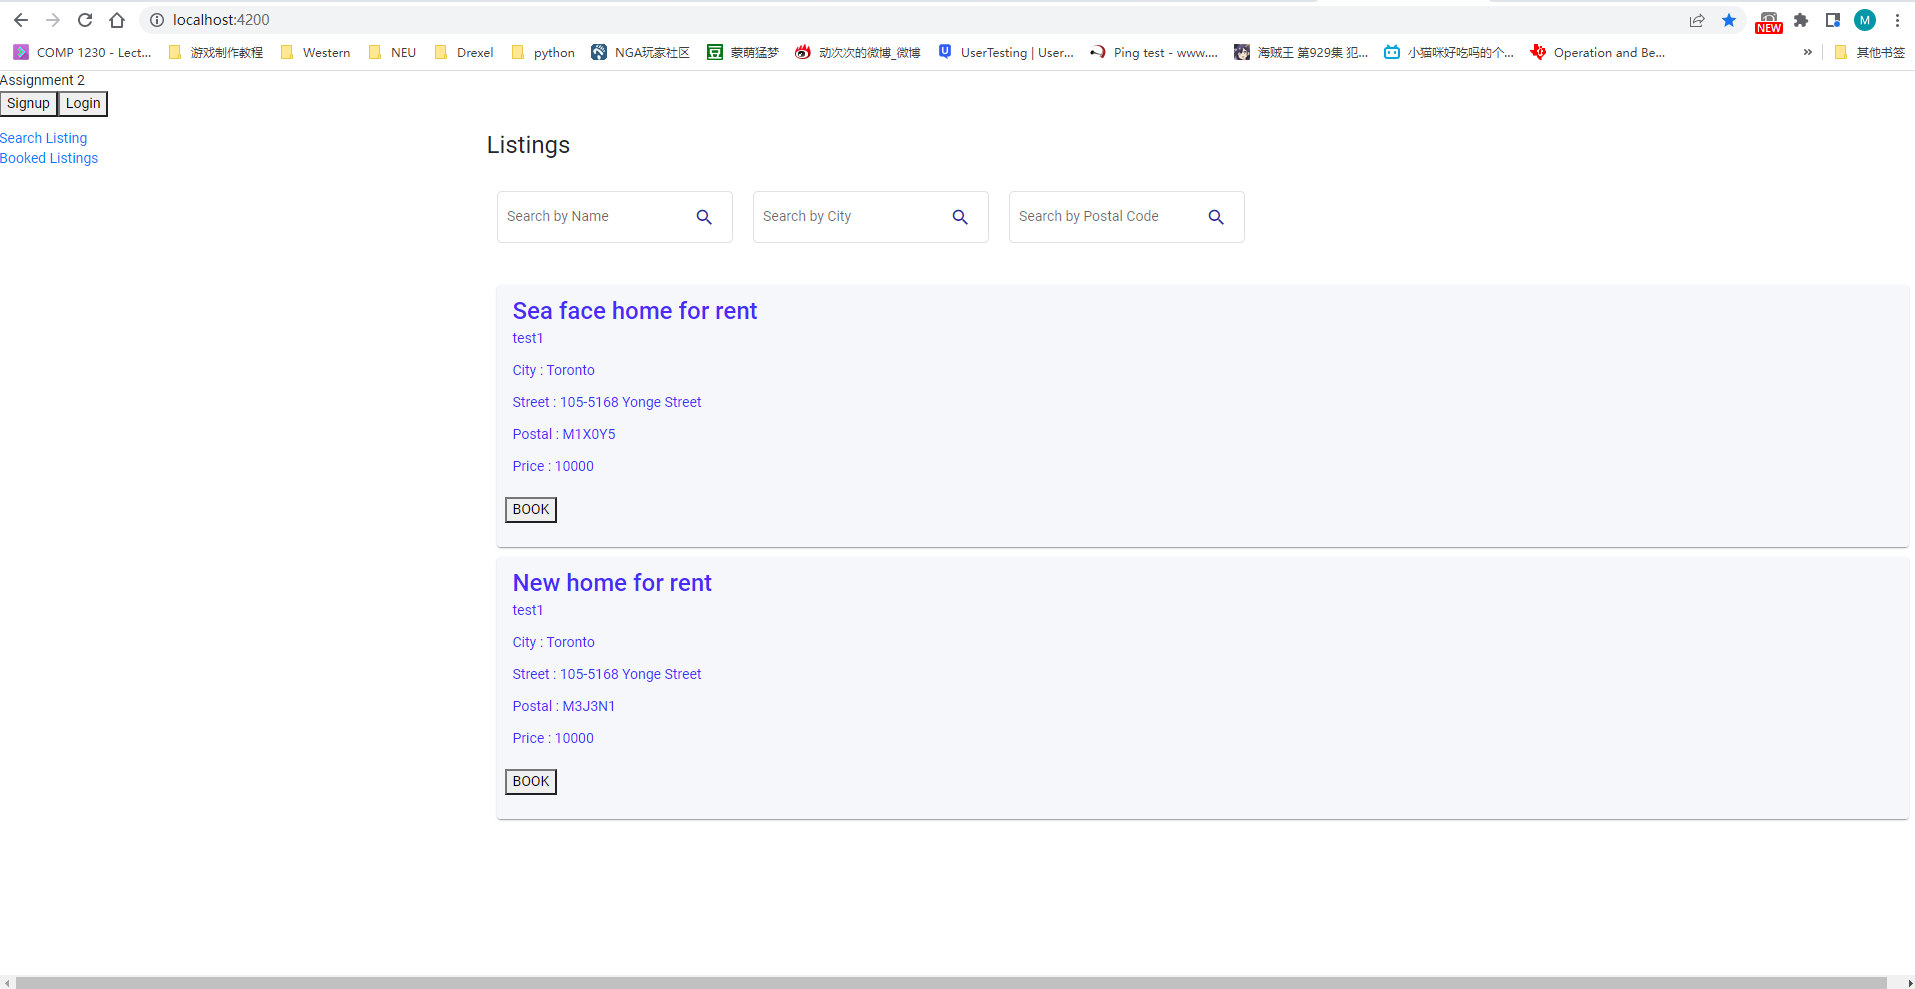 localhost:4200
NEW
M
COMP 1230 - Lect...
游戏制作教程
Western
NEU
Drexel
python
NGA玩家社区
蒙萌猛梦
动次次的微博_微博
UserTesting | User...
Ping test - www....
海贼王 第929集 犯...
小猫咪好吃吗的个...
Operation and Be...
»
其他书签
Assignment 2
Signup Login
Search Listing
Booked Listings
Listings
Search by Name
Search by City
Search by Postal Code
Sea face home for rent
test1
City : Toronto
Street : 105-5168 Yonge Street
Postal : M1X0Y5
Price : 10000
BOOK
New home for rent
test1
City : Toronto
Street : 105-5168 Yonge Street
Postal : M3J3N1
Price : 10000
BOOK